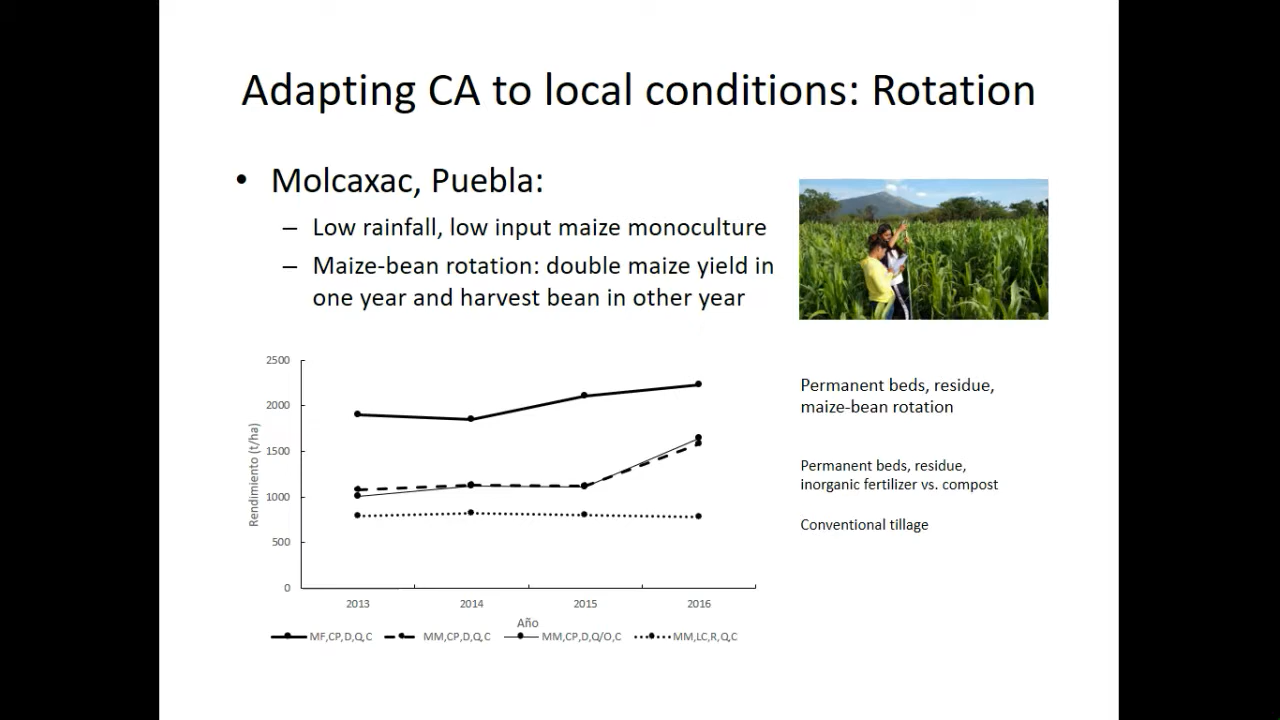 Adapting CA to local conditions: Rotation
• Molcaxac, Puebla:
– Low rainfall, low input maize monoculture
– Maize-bean rotation: double maize yield in
one year and harvest bean in other year
2500
2000
1500
1000
500
0
Rendimiento (t/ha)
2013 2014 2015 2016
Año
MF,CP,D,Q,C MM,CP,D,Q,C MM,CP,D,Q/O,C MM,LC,R,Q,C
Permanent beds, residue,
maize-bean rotation
Permanent beds, residue,
inorganic fertilizer vs. compost
Conventional tillage